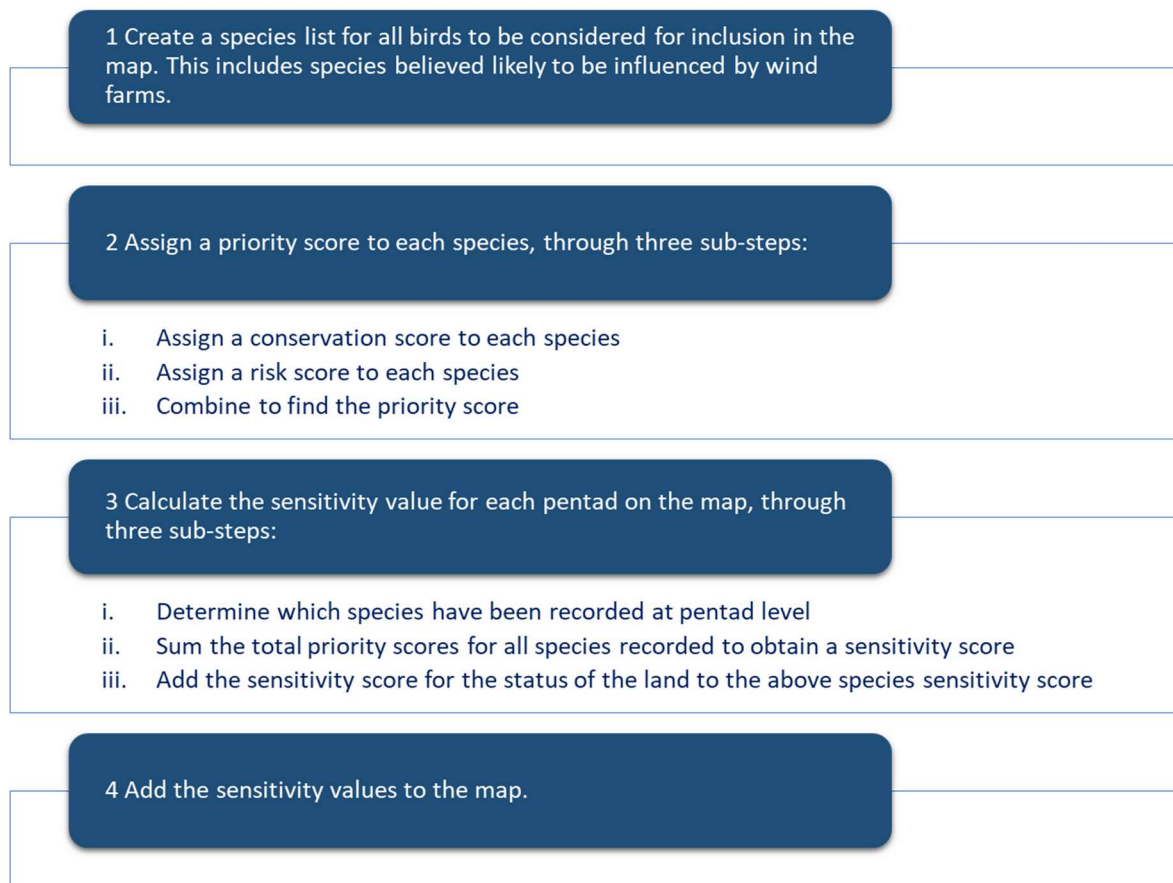 1 Create a species list for all birds to be considered for inclusion in the
map. This includes species believed likely to be influenced by wind
farms.
2 Assign a priority score to each species, through three sub-steps:
i. Assign a conservation score to each species
ii. Assign a risk score to each species
iii. Combine to find the priority score
3 Calculate the sensitivity value for each pentad on the map, through
three sub-steps:
i. Determine which species have been recorded at pentad level
ii. Sum the total priority scores for all species recorded to obtain a sensitivity score
iii. Add the sensitivity score for the status of the land to the above species sensitivity score
4 Add the sensitivity values to the map.